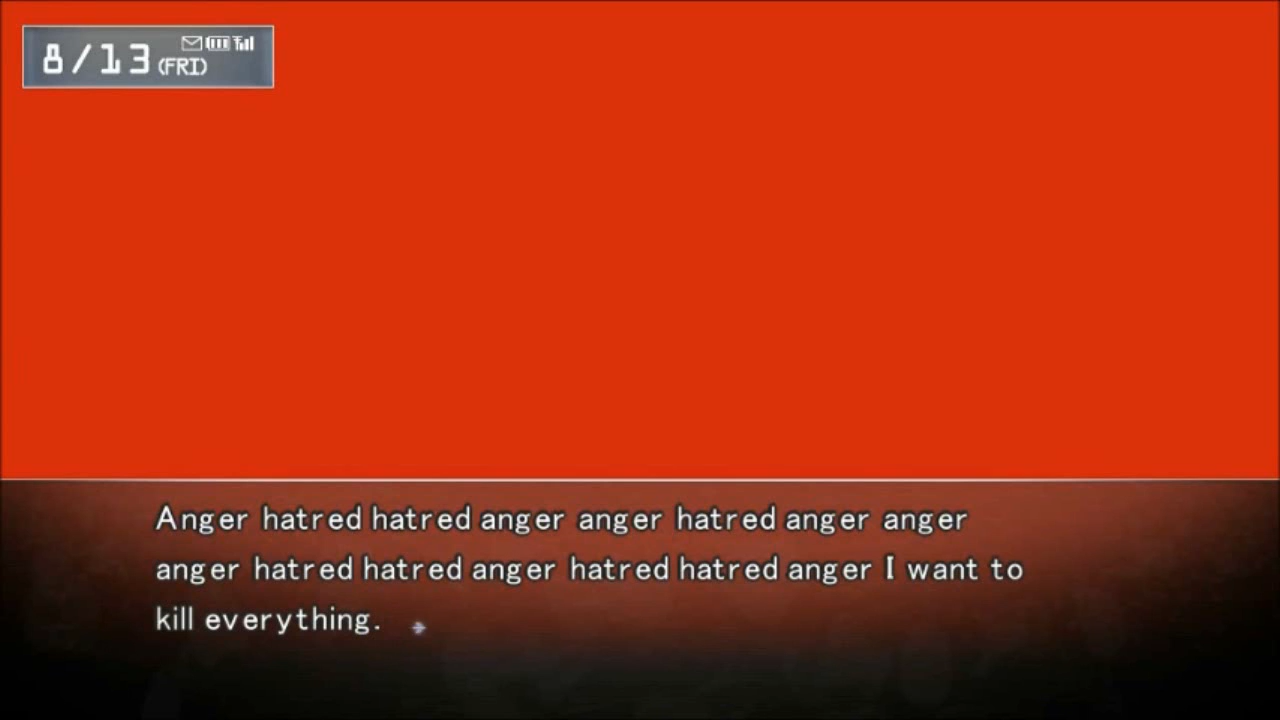 8/13 (FRI)
Anger hatred hatred anger anger hatred anger anger
anger hatred hatred anger hatred hatred anger I want to
kill everything.